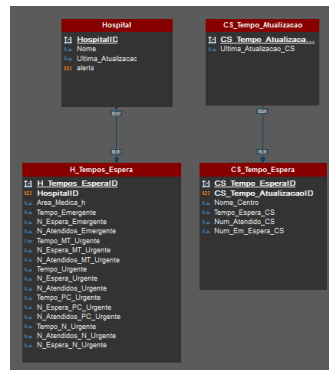 Hospital
HospitalID
Nome
Ultima_Atualizacao
alerta
CS_Tempo_Atualizacao
CS_Tempo_Atualizaca...
Ultima_Atualizacao_CS
H_Tempos_Espera
H_Tempos_EsperaID
HospitalID
Area_Medica_h
Tempo_Emergente
N_Espera_Emergente
N_Atendidos_Emergente
Tempo_MT_Urgente
N_Espera_MT_Urgente
N_Atendidos_MT_Urgente
Tempo_Urgente
N_Espera_Urgente
N_Atendidos_Urgente
Tempo_PC_Urgente
N_Espera_PC_Urgente
N_Atendidos_PC_Urgente
Tempo_N_Urgente
N_Atendidos_N_Urgente
N_Espera_N_Urgente
CS_Tempo_Espera
CS_Tempo_EsperaID
CS_Tempo_AtualizacaoID
Nome_Centro
Tempo_Espera_CS
Num_Atendido_CS
Num_Em_Espera_CS